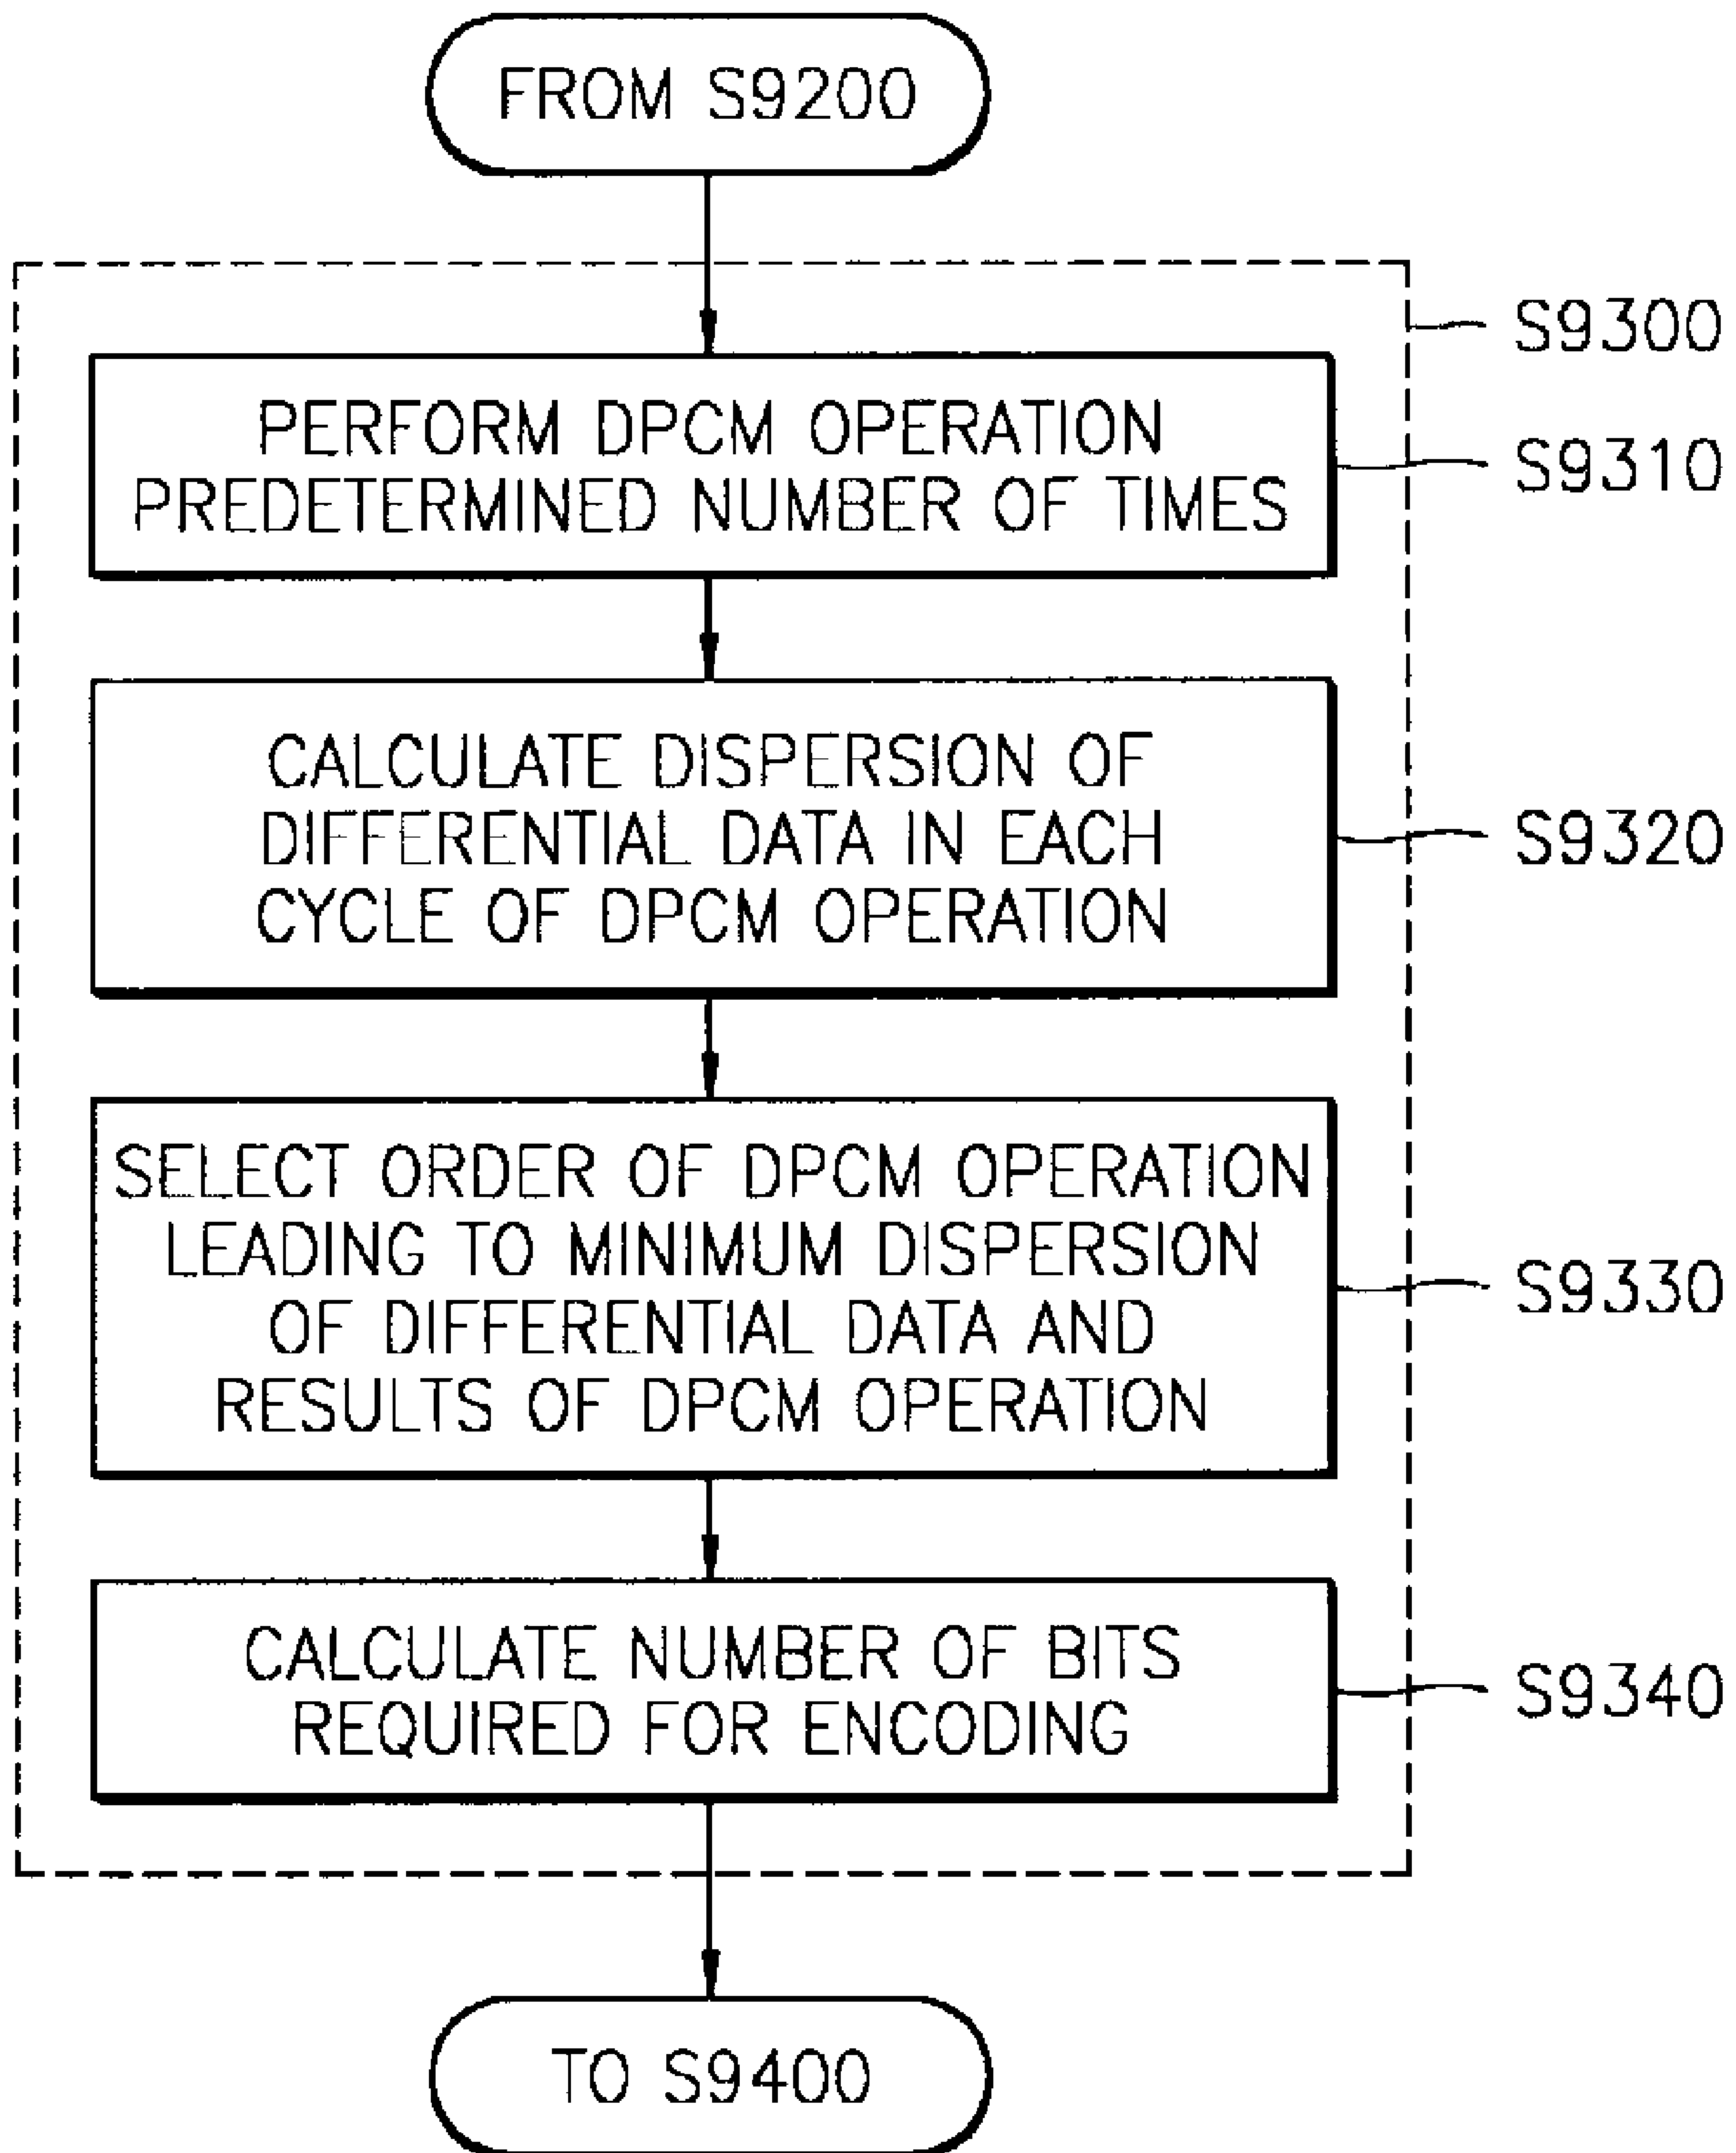 FROM S9200
S9300
PERFORM DPCM OPERATION
PREDETERMINED NUMBER OF TIMES
S9310
CALCULATE DISPERSION OF
DIFFERENTIAL DATA IN EACH
CYCLE OF DPCM OPERATION
S9320
SELECT ORDER OF DPCM OPERATION
LEADING TO MINIMUM DISPERSION
OF DIFFERENTIAL DATA AND
RESULTS OF DPCM OPERATION
S9330
CALCULATE NUMBER OF BITS
REQUIRED FOR ENCODING
S9340
TO S9400